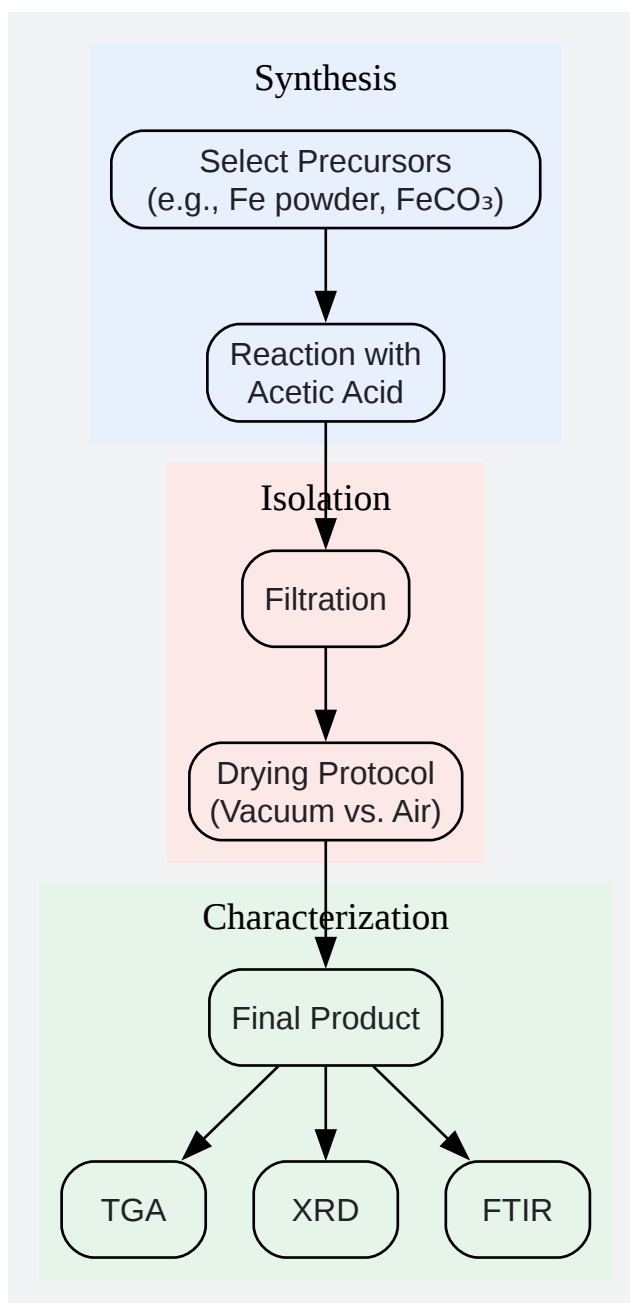 Synthesis
Select Precursors
(e.g., Fe powder, FeCO₃)
Reaction with
Acetic Acid
Isolation
Filtration
Drying Protocol
(Vacuum vs. Air)
Characterization
Final Product
TGA
XRD
FTIR